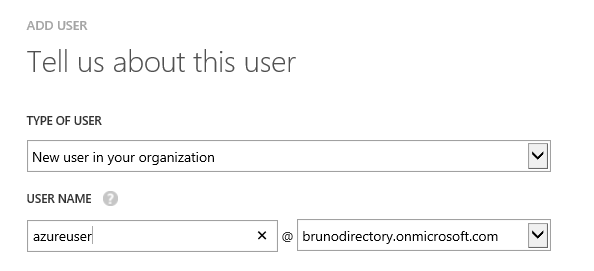 ADD USER
Tell us about this user
TYPE OF USER
New user in your organization
USER NAME ?
azureuser × @ brunodirectory.onmicrosoft.com